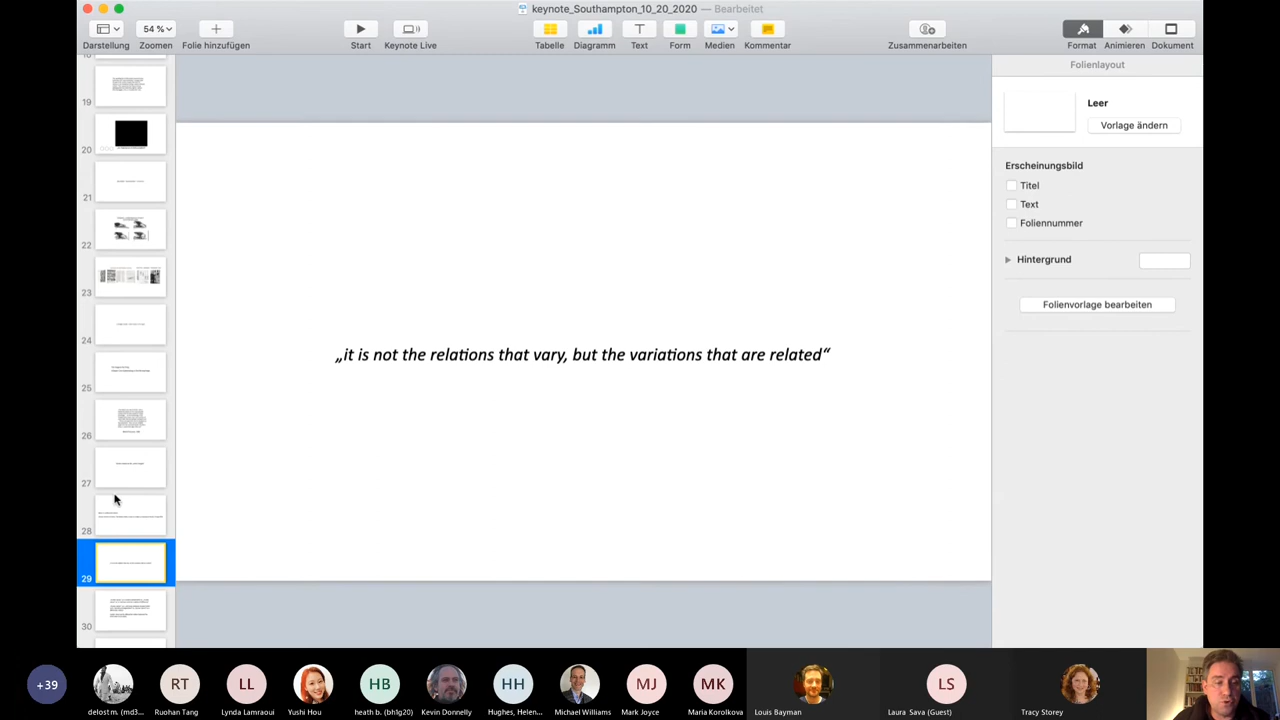 keynote_Southampton_10_20_2020 — Bearbeitet
54 %
Darstellung Zoomen Folie hinzufügen Start Keynote Live Tabelle Diagramm Text Form Medien Kommentar Zusammenarbeiten Format Animieren Dokument
Folienlayout
Leer
Vorlage ändern
Erscheinungsbild
Titel
Text
Foliennummer
Hintergrund
Folienvorlage bearbeiten
19
20
21
22
23
24
25
26
27
28
29
30
„it is not the relations that vary, but the variations that are related“
+39 RT LL HB HH MJ MK LS
delost m. (md3... Ruohan Tang Lynda Lamraoui Yushi Hou heath b. (bh1g20) Kevin Donnelly Hughes, Helen... Michael Williams Mark Joyce Maria Korolkova Louis Bayman Laura Sava (Guest) Tracy Storey